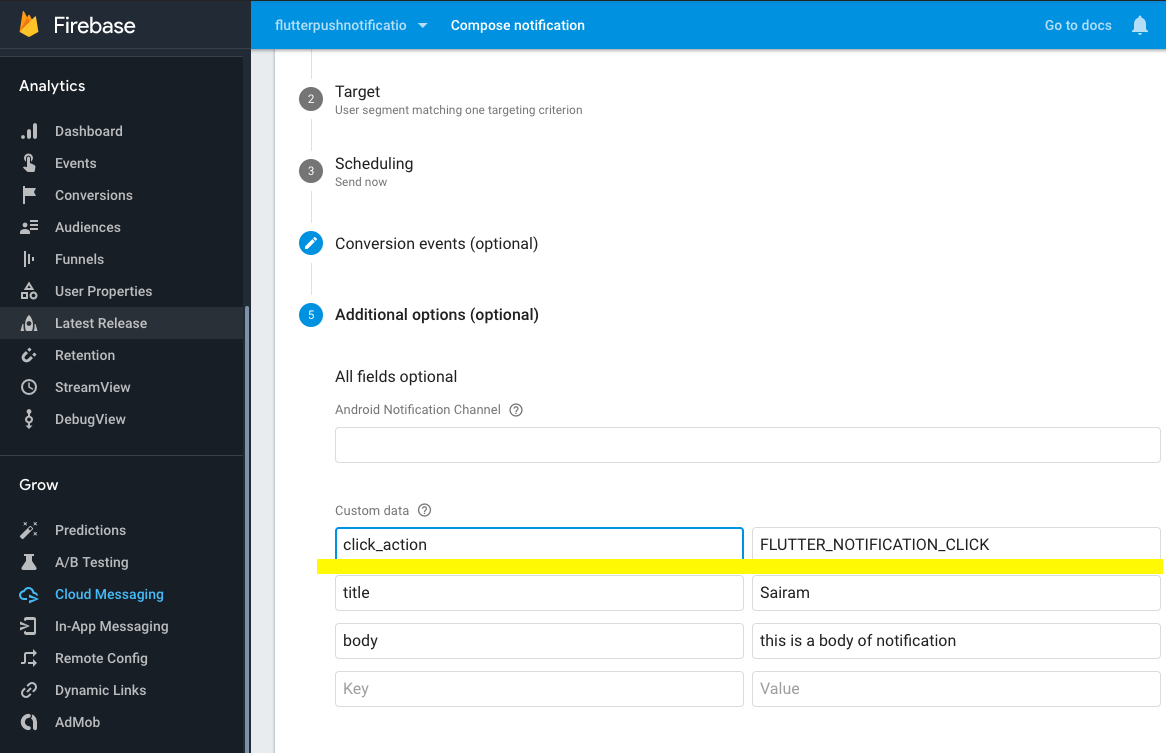 Firebase
flutterpushnotificatio
Compose notification
Go to docs
Analytics
Dashboard
Events
Conversions
Audiences
Funnels
User Properties
Latest Release
Retention
StreamView
DebugView
Grow
Predictions
A/B Testing
Cloud Messaging
In-App Messaging
Remote Config
Dynamic Links
AdMob
2
Target
User segment matching one targeting criterion
3
Scheduling
Send now
Conversion events (optional)
5
Additional options (optional)
All fields optional
Android Notification Channel ?
Custom data ?
click_action FLUTTER_NOTIFICATION_CLICK
title Sairam
body this is a body of notification
Key Value